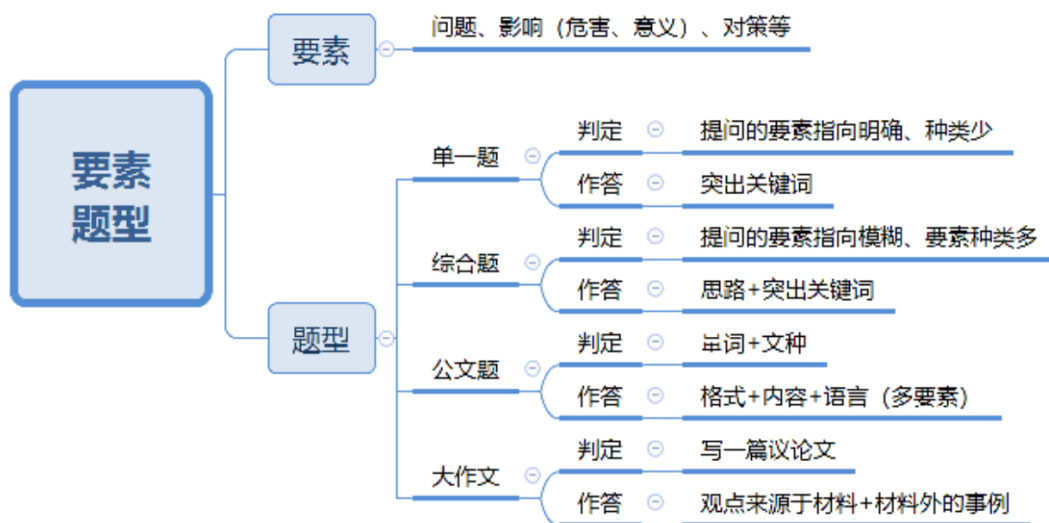 要素
题型
要素
问题、影响（危害、意义）、对策等
题型
单一题
判定
提问的要素指向明确、种类少
作答
突出关键词
综合题
判定
提问的要素指向模糊、要素种类多
作答
思路+突出关键词
公文题
判定
单词+文种
作答
格式+内容+语言（多要素）
大作文
判定
写一篇议论文
作答
观点来源于材料+材料外的事例